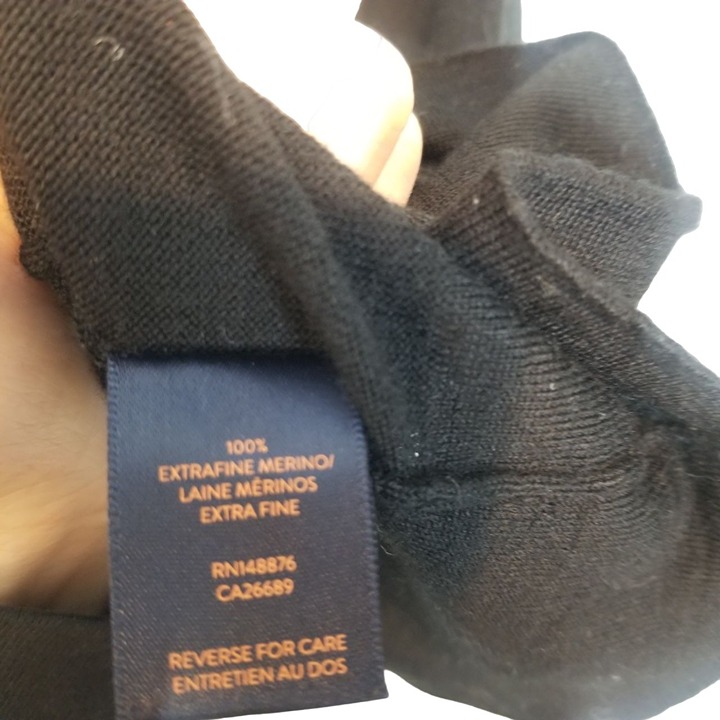 100%
EXTRAFINE MERINO/
LAINE MÉRINOS
EXTRA FINE
RN148876
CA26689
REVERSE FOR CARE
ENTRETIEN AU DOS